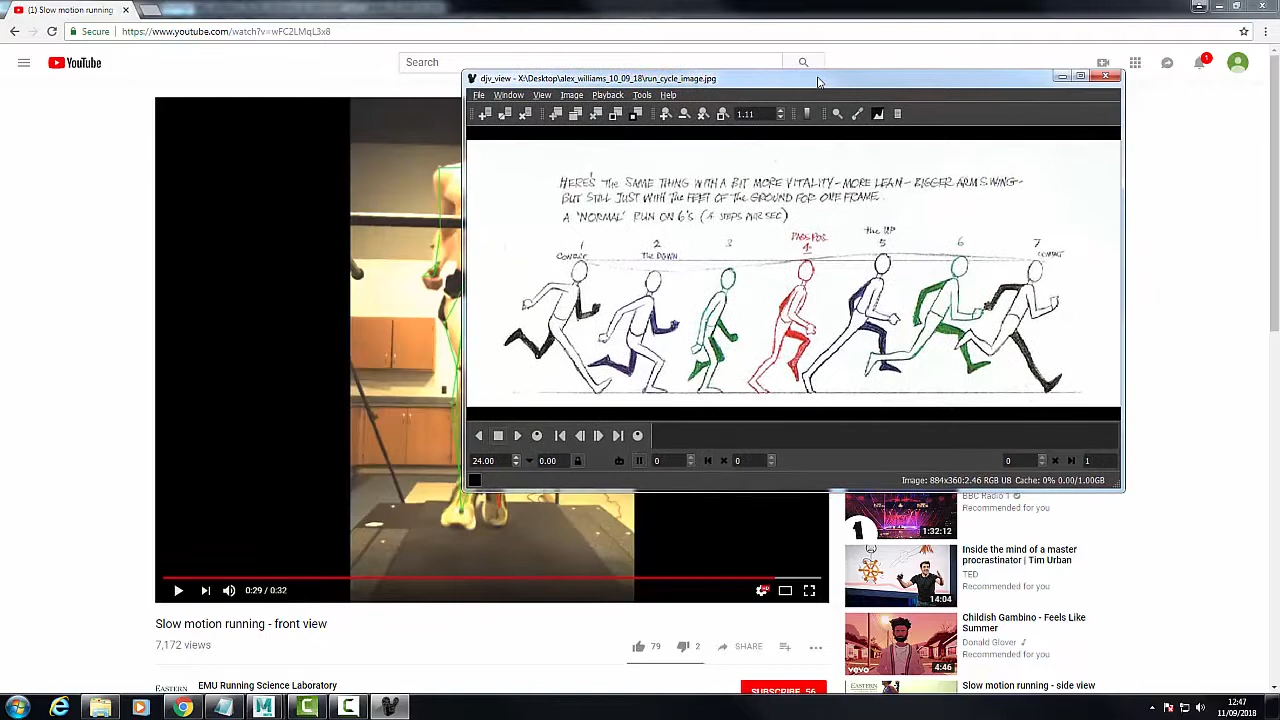 (1) Slow motion running
Secure
https://www.youtube.com/watch?v=wFC2LMqL3x8
YouTube
Search
1
djv_view - X:\Desktop\alex_williams_10_09_18\run_cycle_image.jpg
File Window View Image Playback Tools Help
1.11
HERE'S THE SAME THING WITH A BIT MORE VITALITY - MORE LEAN - BIGGER ARM SWING -
BUT STILL JUST WITH THE FEET OF THE GROUND FOR ONE FRAME.
A 'NORMAL' RUN ON 6'S (4 STEPS PER SEC)
1 2 3 4 5 6 7
PASS POS
the UP
the DOWN
CONTACT
24.00 0.00 0 0 0 1
Image: 884x360:2.46 RGB U8 Cache: 0% 0.00/1.00GB
BBC Radio 1
Recommended for you
1:32:12
Inside the mind of a master
procrastinator | Tim Urban
TED
Recommended for you
14:04
Childish Gambino - Feels Like
Summer
Donald Glover
Recommended for you
vevo
4:46
Slow motion running - side view
EASTERN
0:29 / 0:32
HD
Slow motion running - front view
7,172 views
79 2 SHARE
EASTERN
EMU Running Science Laboratory
SUBSCRIBE 56
12:47
11/09/2018